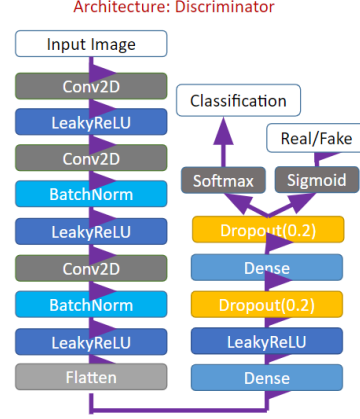 Architecture: Discriminator
Input Image
Conv2D
LeakyReLU
Conv2D
BatchNorm
LeakyReLU
Conv2D
BatchNorm
LeakyReLU
Flatten
Classification
Real/Fake
Softmax
Sigmoid
Dropout(0.2)
Dense
Dropout(0.2)
LeakyReLU
Dense